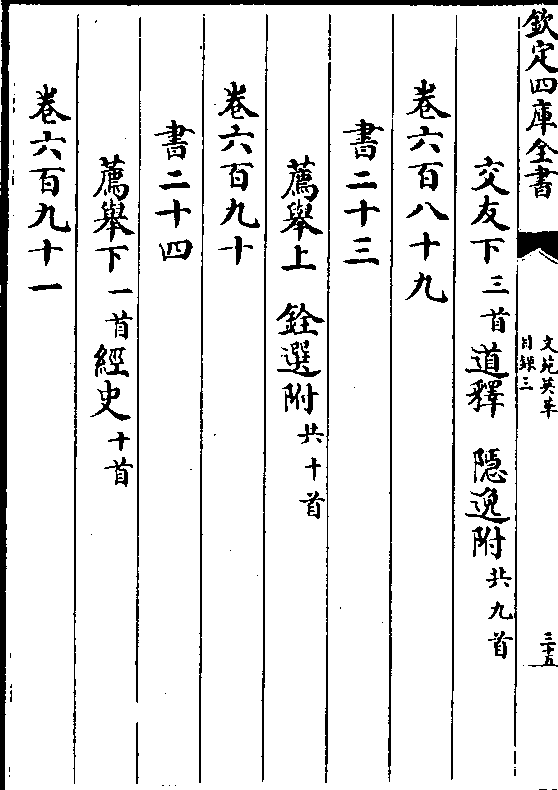 欽定四庫全書
文苑英華
目録三
三十五
交友下三首道釋　隠逸附共九首
卷六百八十九
書二十三
薦舉上　銓選附共十首
卷六百九十
書二十四
薦舉下一首經史十首
卷六百九十一